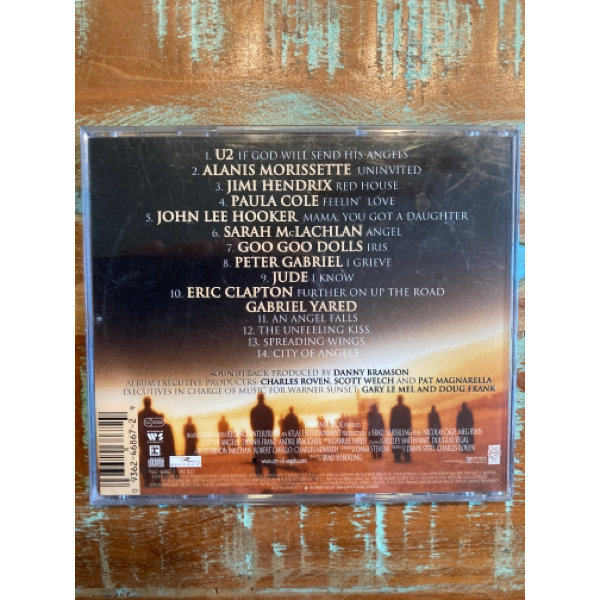 1. U2 IF GOD WILL SEND HIS ANGELS
2. ALANIS MORISSETTE UNINVITED
3. JIMI HENDRIX RED HOUSE
4. PAULA COLE FEELIN' LOVE
5. JOHN LEE HOOKER MAMA, YOU GOT A DAUGHTER
6. SARAH McLACHLAN ANGEL
7. GOO GOO DOLLS IRIS
8. PETER GABRIEL I GRIEVE
9. JUDE I KNOW
10. ERIC CLAPTON FURTHER ON UP THE ROAD
GABRIEL YARED
11. AN ANGEL FALLS
12. THE UNFEELING KISS
13. SPREADING WINGS
14. CITY OF ANGELS
SOUNDTRACK PRODUCED BY DANNY BRAMSON
ALBUM EXECUTIVE PRODUCERS: CHARLES ROVEN, SCOTT WELCH AND PAT MAGNARELLA
EXECUTIVES IN CHARGE OF MUSIC FOR WARNER SUNSET: GARY LE MEL AND DOUG FRANK
0 9362-46867-2 9